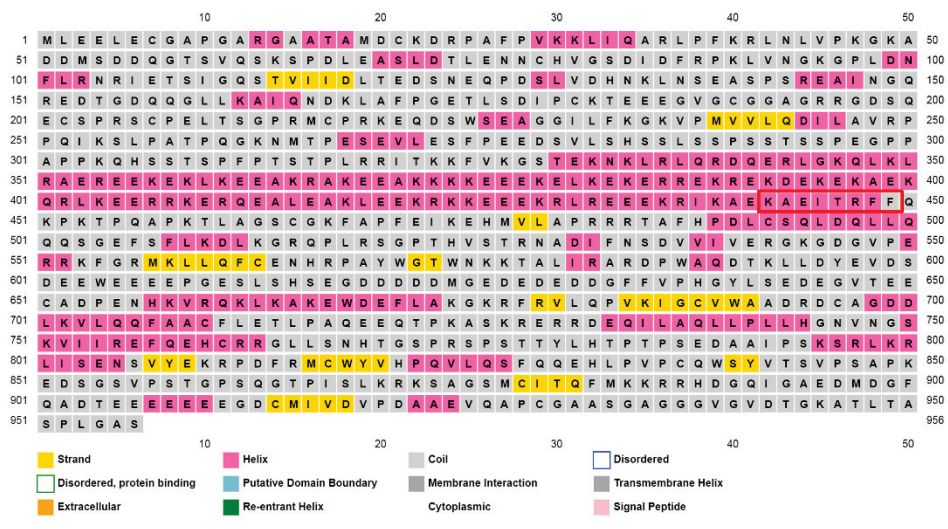 10 20 30 40 50
1 M L E E L E C G A P G A R G A A T A M D C K D R P A F P V K K L I Q A R L P F K R L N L V P K G K A 50
51 D D M S D D Q G T S V Q S K S P D L E A S L D T L E N N C H V G S D I D F R P K L V N G K G P L D N 100
101 F L R N R I E T S I G Q S T V I I D L T E D S N E Q P D S L V D H N K L N S E A S P S R E A I N G Q 150
151 R E D T G D Q Q G L L K A I Q N D K L A F P G E T L S D I P C K T E E E G V G C G G A G R R G D S Q 200
201 E C S P R S C P E L T S G P R M C P R K E Q D S W S E A G G I L F K G K V P M V V L Q D I L A V R P 250
251 P Q I K S L P A T P Q G K N M T P E S E V L E S F P E E D S V L S H S S L S S P S S T S S P E G P P 300
301 A P P K Q H S S T S P F P T S T P L R R I T K K F V K G S T E K N K L R L Q R D Q E R L G K Q L K L 350
351 R A E R E E K E K L K E E A K R A K E E A K K K K E E E K E L K E K E R R E K R E K D E K E K A E K 400
401 Q R L K E E R R K E R Q E A L E A K L E E K R K K E E E K R L R E E E K R I K A E K A E I T R F F Q 450
451 K P K T P Q A P K T L A G S C G K F A P F E I K E H M V L A P R R R T A F H P D L C S Q L D Q L L Q 500
501 Q Q S G E F S F L K D L K G R Q P L R S G P T H V S T R N A D I F N S D V V I V E R G K G D G V P E 550
551 R R K F G R M K L L Q F C E N H R P A Y W G T W N K K T A L I R A R D P W A Q D T K L L D Y E V D S 600
601 D E E W E E E E P G E S L S H S E G D D D D D M G E D E D E D D G F F V P H G Y L S E D E G V T E E 650
651 C A D P E N H K V R Q K L K A K E W D E F L A K G K R F R V L Q P V K I G C V W A A D R D C A G D D 700
701 L K V L Q Q F A A C F L E T L P A Q E E Q T P K A S K R E R R D E Q I L A Q L L P L L H G N V N G S 750
751 K V I I R E F Q E H C R R G L L S N H T G S P R S P S T T Y L H T P T P S E D A A I P S K S R L K R 800
801 L I S E N S V Y E K R P D F R M C W Y V H P Q V L Q S F Q Q E H L P V P C Q W S Y V T S V P S A P K 850
851 E D S G S V P S T G P S Q G T P I S L K R K S A G S M C I T Q F M K K R R H D G Q I G A E D M D G F 900
901 Q A D T E E E E E E E G D C M I V D V P D A A E V Q A P C G A A S G A G G G V G V D T G K A T L T A 950
951 S P L G A S 956
10 20 30 40 50
Strand Helix Coil Disordered
Disordered, protein binding Putative Domain Boundary Membrane Interaction Transmembrane Helix
Extracellular Re-entrant Helix Cytoplasmic Signal Peptide